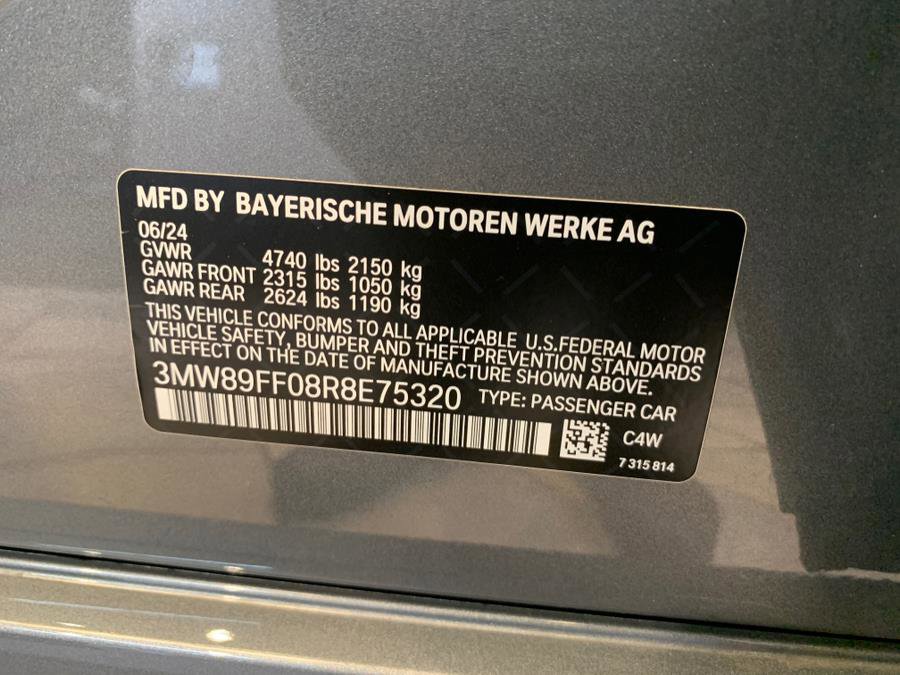 MFD BY BAYERISCHE MOTOREN WERKE AG
06/24
GVWR 4740 lbs 2150 kg
GAWR FRONT 2315 lbs 1050 kg
GAWR REAR 2624 lbs 1190 kg
THIS VEHICLE CONFORMS TO ALL APPLICABLE U.S.FEDERAL MOTOR
VEHICLE SAFETY, BUMPER AND THEFT PREVENTION STANDARDS
IN EFFECT ON THE DATE OF MANUFACTURE SHOWN ABOVE.
3MW89FF08R8E75320 TYPE: PASSENGER CAR
C4W
7 315 814